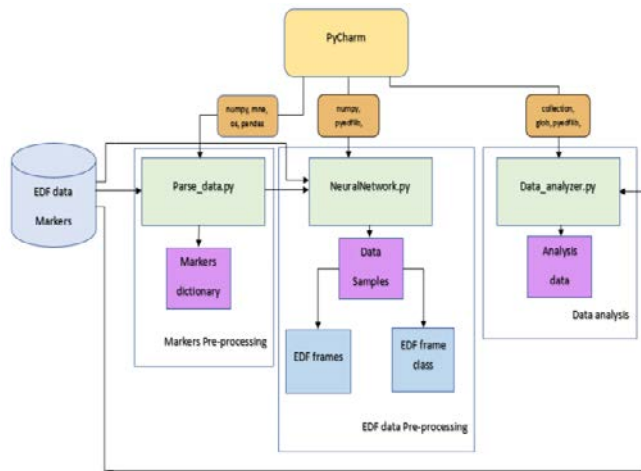 PyCharm
numpy, mne,
os, pandas
numpy,
pyedflib,
collection,
glob, pyedflib,
EDF data
Markers
Parse_data.py
NeuralNetwork.py
Data_analyzer.py
Markers
dictionary
Data
Samples
Analysis
data
Data analysis
Markers Pre-processing
EDF frames
EDF frame
class
EDF data Pre-processing